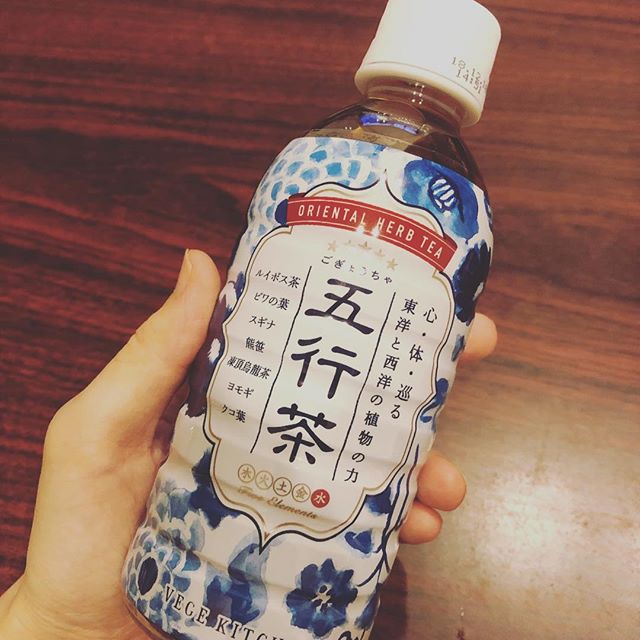 14:51
ORIENTAL HERB TEA
心・体・巡る
東洋と西洋の植物の力
ごぎょうちゃ
五行茶
ルイボス茶
ビワの葉
スギナ
熊笹
凍頂烏龍茶
ヨモギ
クコ葉
木火土金水
Five Elements
VEGE